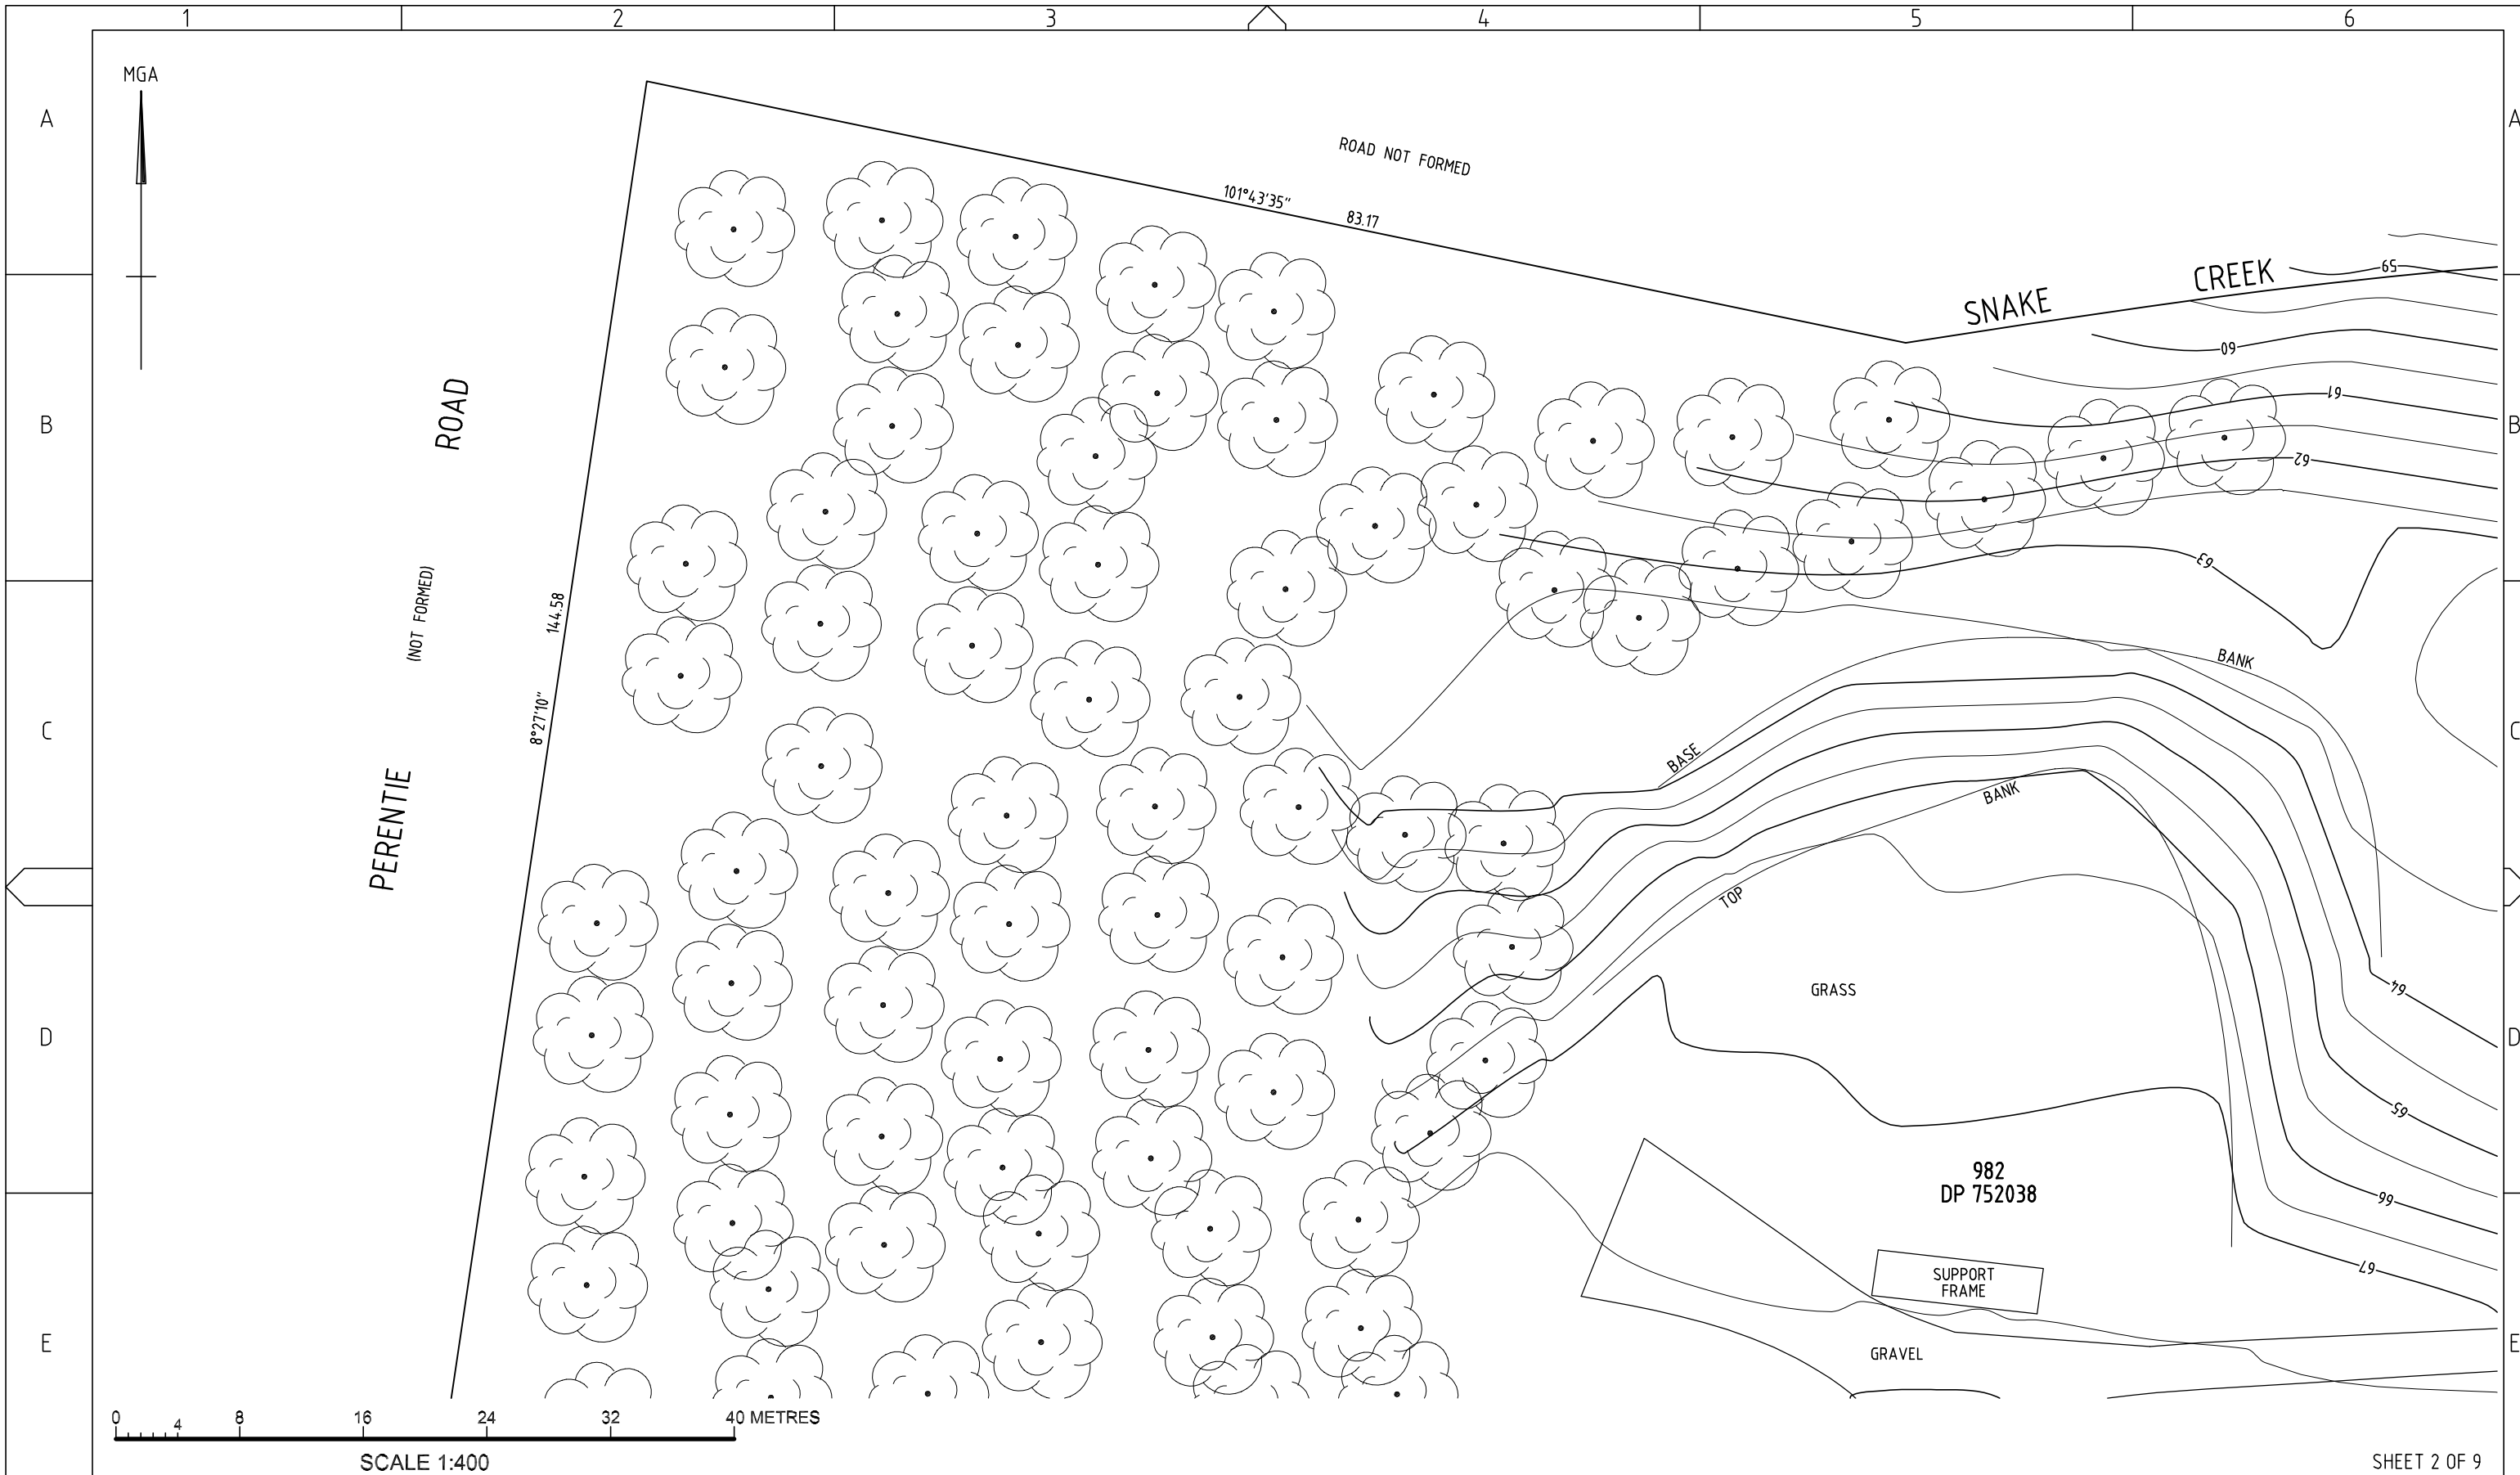 1 2 3 4 5 6
MGA
A A
ROAD NOT FORMED
101°43'35"
83.17
SNAKE CREEK
59
60
61
B B
ROAD
62
63
(NOT FORMED)
144.58
BANK
8°27'10"
C C
BASE
PERENTIE
BANK
TOP
GRASS
64
D D
65
982
DP 752038
66
67
SUPPORT
FRAME
E E
GRAVEL
0 4 8 16 24 32 40 METRES
SCALE 1:400
SHEET 2 OF 9